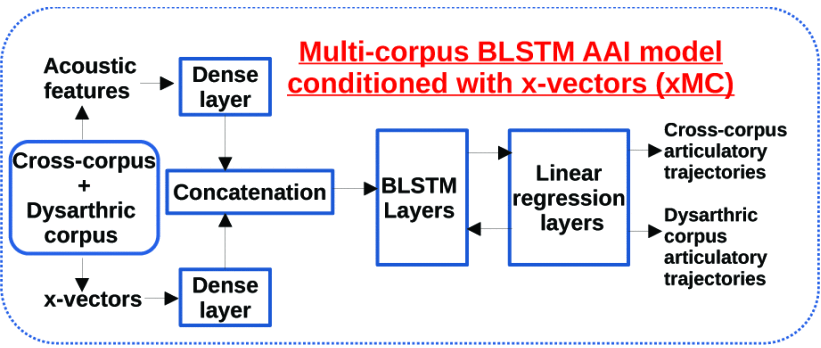 Multi-corpus BLSTM AAI model
conditioned with x-vectors (xMC)
Acoustic
features
Dense
layer
Cross-corpus
+
Dysarthric
corpus
Concatenation
x-vectors
Dense
layer
BLSTM
Layers
Linear
regression
layers
Cross-corpus
articulatory
trajectories
Dysarthric
corpus
articulatory
trajectories